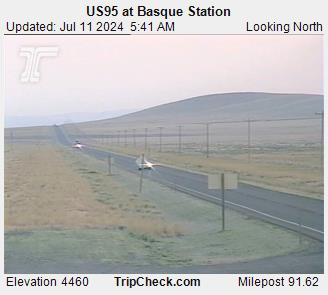 US95 at Basque Station
Updated: Jul 11 2024 5:41 AM Looking North
Elevation 4460 TripCheck.com Milepost 91.62